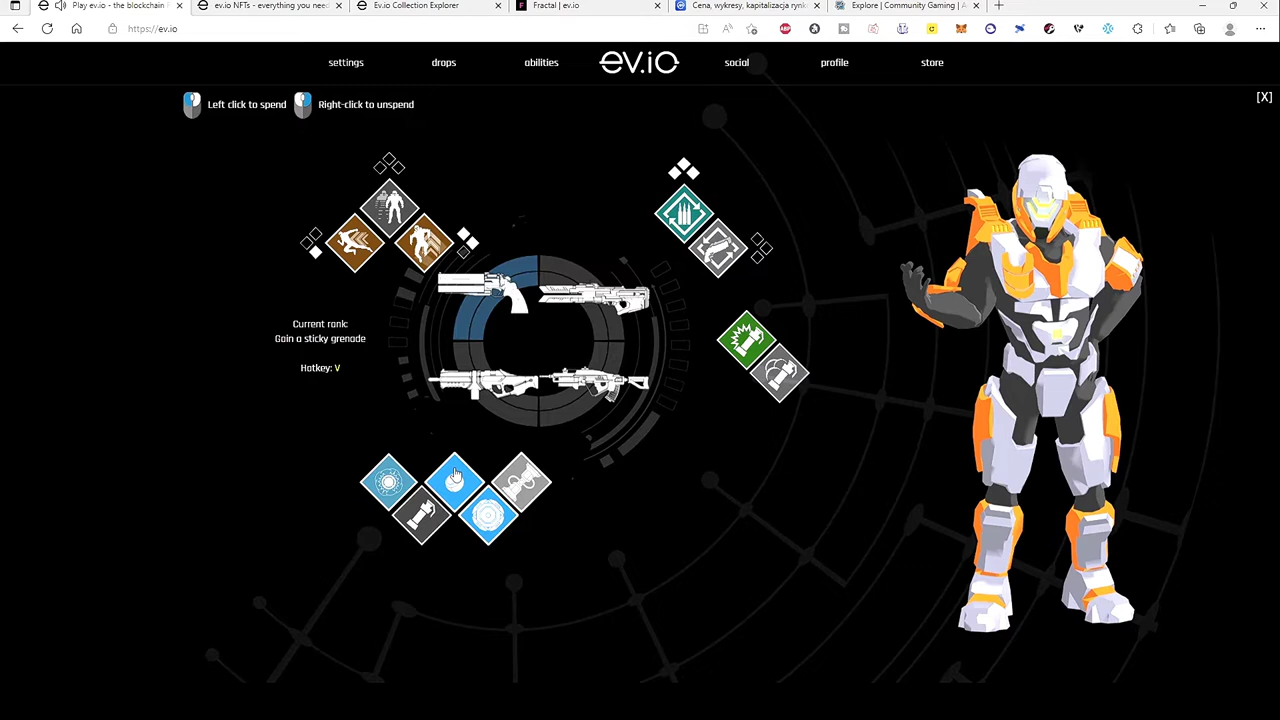 Play ev.io - the blockchain
ev.io NFTs - everything you need
Ev.io Collection Explorer
Fractal | ev.io
Cena, wykresy, kapitalizacja rynk
Explore | Community Gaming | A
https://ev.io
settings
drops
abilities
ev.io
social
profile
store
Left click to spend
Right-click to unspend
[X]
Current rank:
Gain a sticky grenade
Hotkey: V